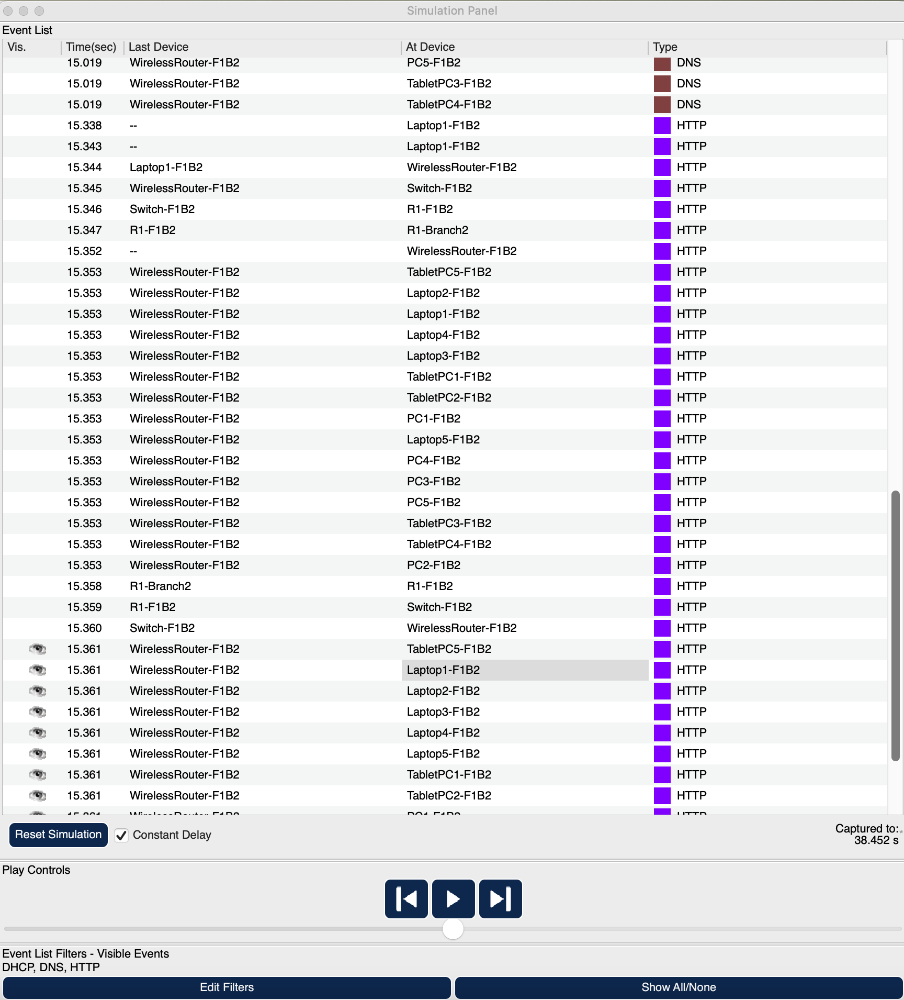 Simulation Panel
Event List
Vis. Time(sec) Last Device At Device Type
15.019 WirelessRouter-F1B2 PC5-F1B2 DNS
15.019 WirelessRouter-F1B2 TabletPC3-F1B2 DNS
15.019 WirelessRouter-F1B2 TabletPC4-F1B2 DNS
15.338 -- Laptop1-F1B2 HTTP
15.343 -- Laptop1-F1B2 HTTP
15.344 Laptop1-F1B2 WirelessRouter-F1B2 HTTP
15.345 WirelessRouter-F1B2 Switch-F1B2 HTTP
15.346 Switch-F1B2 R1-F1B2 HTTP
15.347 R1-F1B2 R1-Branch2 HTTP
15.352 -- WirelessRouter-F1B2 HTTP
15.353 WirelessRouter-F1B2 TabletPC5-F1B2 HTTP
15.353 WirelessRouter-F1B2 Laptop2-F1B2 HTTP
15.353 WirelessRouter-F1B2 Laptop1-F1B2 HTTP
15.353 WirelessRouter-F1B2 Laptop4-F1B2 HTTP
15.353 WirelessRouter-F1B2 Laptop3-F1B2 HTTP
15.353 WirelessRouter-F1B2 TabletPC1-F1B2 HTTP
15.353 WirelessRouter-F1B2 TabletPC2-F1B2 HTTP
15.353 WirelessRouter-F1B2 PC1-F1B2 HTTP
15.353 WirelessRouter-F1B2 Laptop5-F1B2 HTTP
15.353 WirelessRouter-F1B2 PC4-F1B2 HTTP
15.353 WirelessRouter-F1B2 PC3-F1B2 HTTP
15.353 WirelessRouter-F1B2 PC5-F1B2 HTTP
15.353 WirelessRouter-F1B2 TabletPC3-F1B2 HTTP
15.353 WirelessRouter-F1B2 TabletPC4-F1B2 HTTP
15.353 WirelessRouter-F1B2 PC2-F1B2 HTTP
15.358 R1-Branch2 R1-F1B2 HTTP
15.359 R1-F1B2 Switch-F1B2 HTTP
15.360 Switch-F1B2 WirelessRouter-F1B2 HTTP
15.361 WirelessRouter-F1B2 TabletPC5-F1B2 HTTP
15.361 WirelessRouter-F1B2 Laptop1-F1B2 HTTP
15.361 WirelessRouter-F1B2 Laptop2-F1B2 HTTP
15.361 WirelessRouter-F1B2 Laptop3-F1B2 HTTP
15.361 WirelessRouter-F1B2 Laptop4-F1B2 HTTP
15.361 WirelessRouter-F1B2 Laptop5-F1B2 HTTP
15.361 WirelessRouter-F1B2 TabletPC1-F1B2 HTTP
15.361 WirelessRouter-F1B2 TabletPC2-F1B2 HTTP
15.361 WirelessRouter-F1B2 PC1-F1B2 HTTP
Reset Simulation Constant Delay Captured to:*
38.452 s
Play Controls
Event List Filters - Visible Events
DHCP, DNS, HTTP
Edit Filters Show All/None